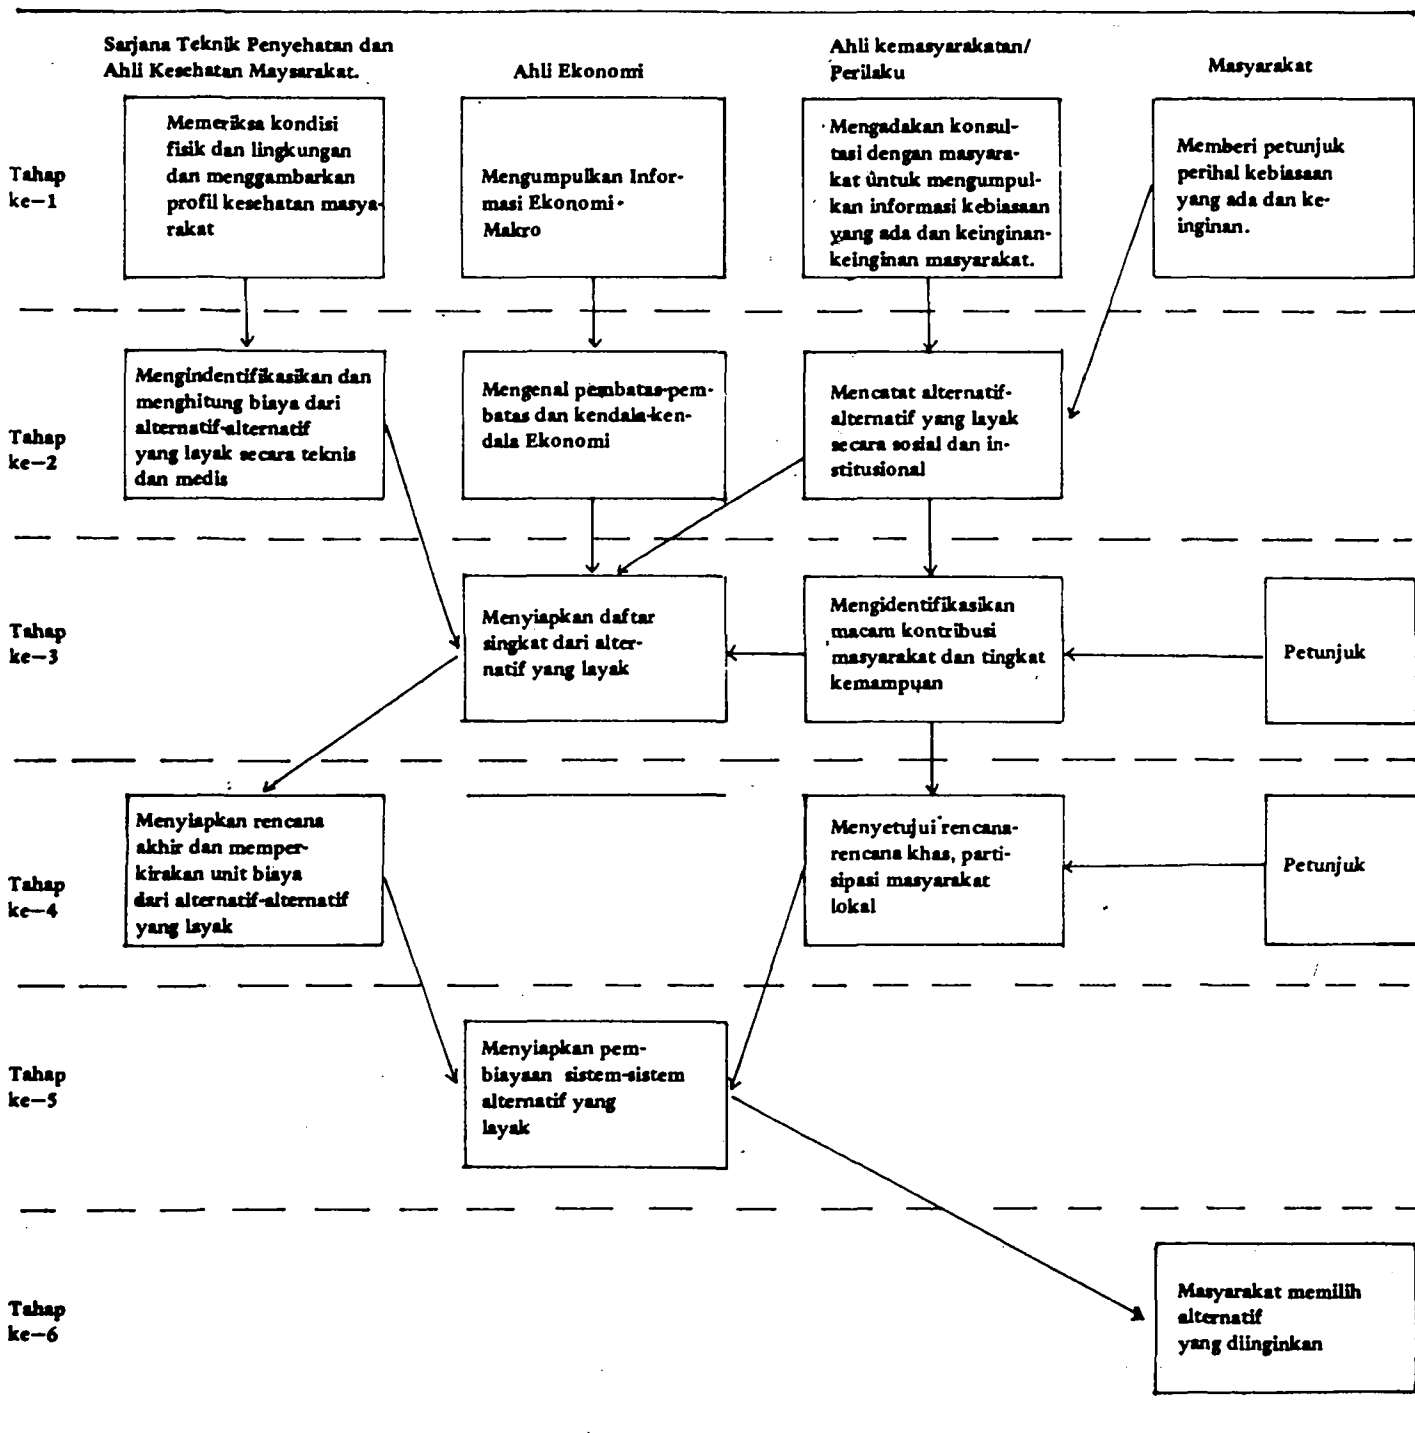 Sarjana Teknik Penyehatan dan
Ahli Kesehatan Maysarakat.
Ahli Ekonomi
Ahli kemasyarakatan/
Perilaku
Masyarakat
Tahap
ke—1
Memeriksa kondisi
fisik dan lingkungan
dan menggambarkan
profil kesehatan masya-
rakat
Mengumpulkan Infor-
masi Ekonomi-
Makro
Mengadakan konsul-
tasi dengan masyara-
kat untuk mengumpul-
kan informasi kebiasaan
yang ada dan keinginan-
keinginan masyarakat.
Memberi petunjuk
perihal kebiasaan
yang ada dan ke-
inginan.
Tahap
ke—2
Mengindentifikasikan dan
menghitung biaya dari
alternatif-alternatif
yang layak secara teknis
dan medis
Mengenal pembatas-pem-
batas dan kendala-ken-
dala Ekonomi
Mencatat alternatif-
alternatif yang layak
secara sosial dan in-
stitusional
Tahap
ke—3
Menyiapkan daftar
singkat dari alter-
natif yang layak
Mengidentifikasikan
macam kontribusi
masyarakat dan tingkat
kemampuan
Petunjuk
Tahap
ke—4
Menyiapkan rencana
akhir dan memper-
kirakan unit biaya
dari alternatif-alternatif
yang layak
Menyetujui rencana-
rencana khas, parti-
sipasi masyarakat
lokal
Petunjuk
Tahap
ke—5
Menyiapkan pem-
biayaan sistem-sistem
alternatif yang
layak
Tahap
ke—6
Masyarakat memilih
alternatif
yang diinginkan